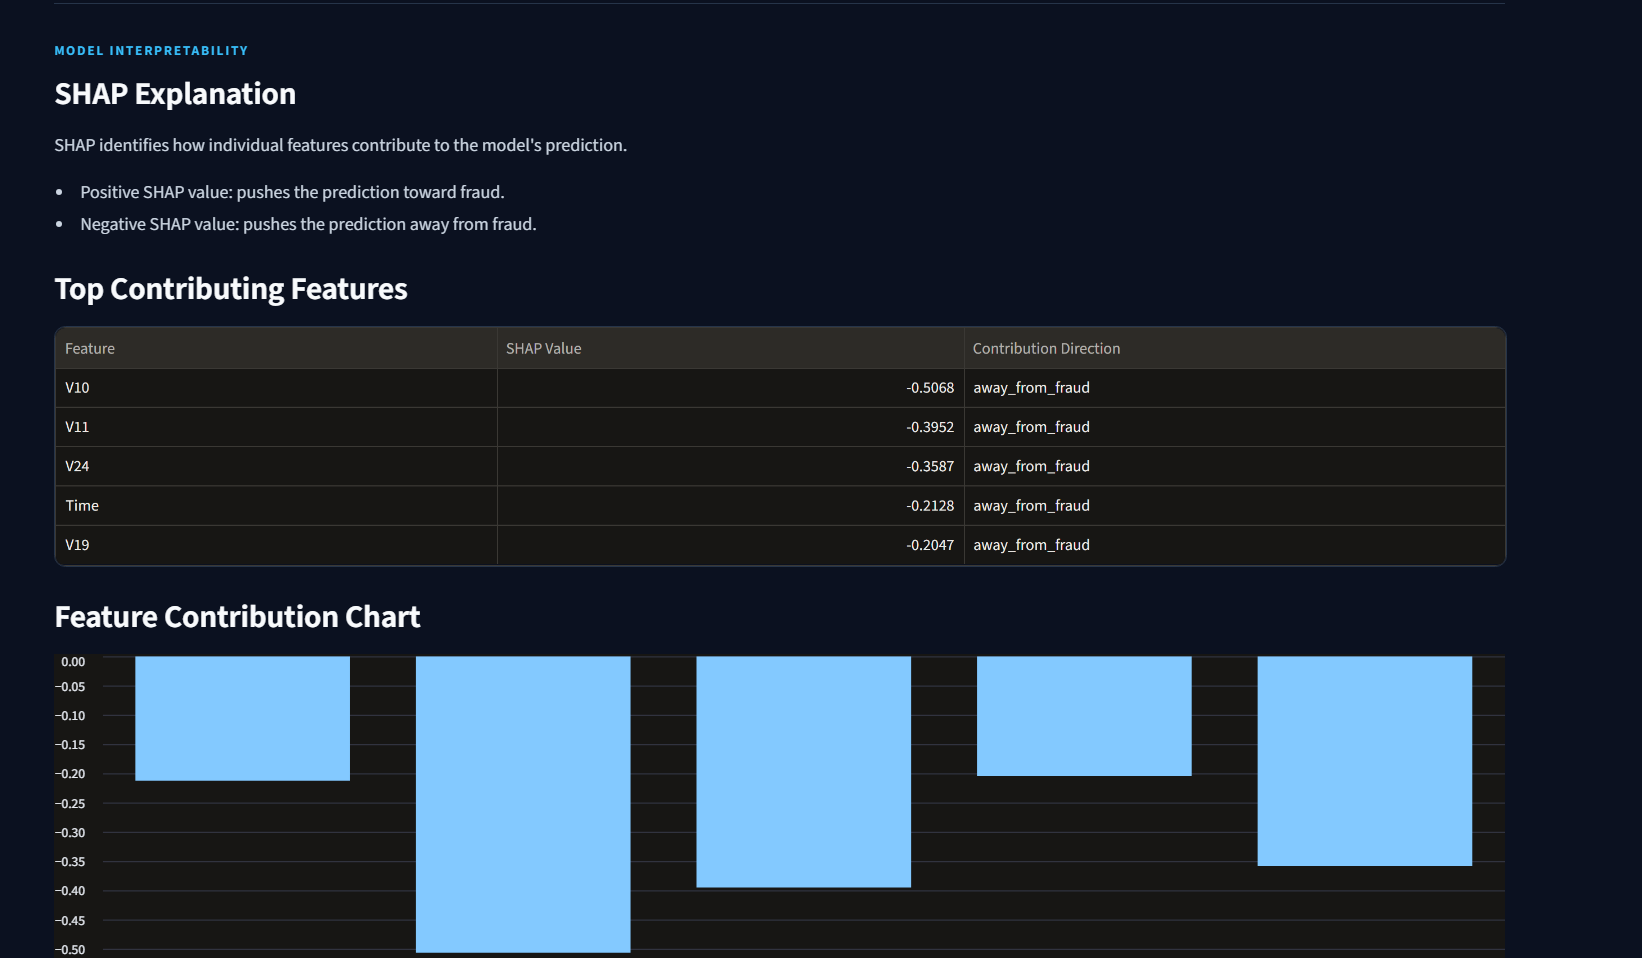 MODEL INTERPRETABILITY
SHAP Explanation
SHAP identifies how individual features contribute to the model's prediction.
• Positive SHAP value: pushes the prediction toward fraud.
• Negative SHAP value: pushes the prediction away from fraud.
Top Contributing Features
Feature SHAP Value Contribution Direction
V10 -0.5068 away_from_fraud
V11 -0.3952 away_from_fraud
V24 -0.3587 away_from_fraud
Time -0.2128 away_from_fraud
V19 -0.2047 away_from_fraud
Feature Contribution Chart
0.00
−0.05
−0.10
−0.15
−0.20
−0.25
−0.30
−0.35
−0.40
−0.45
−0.50